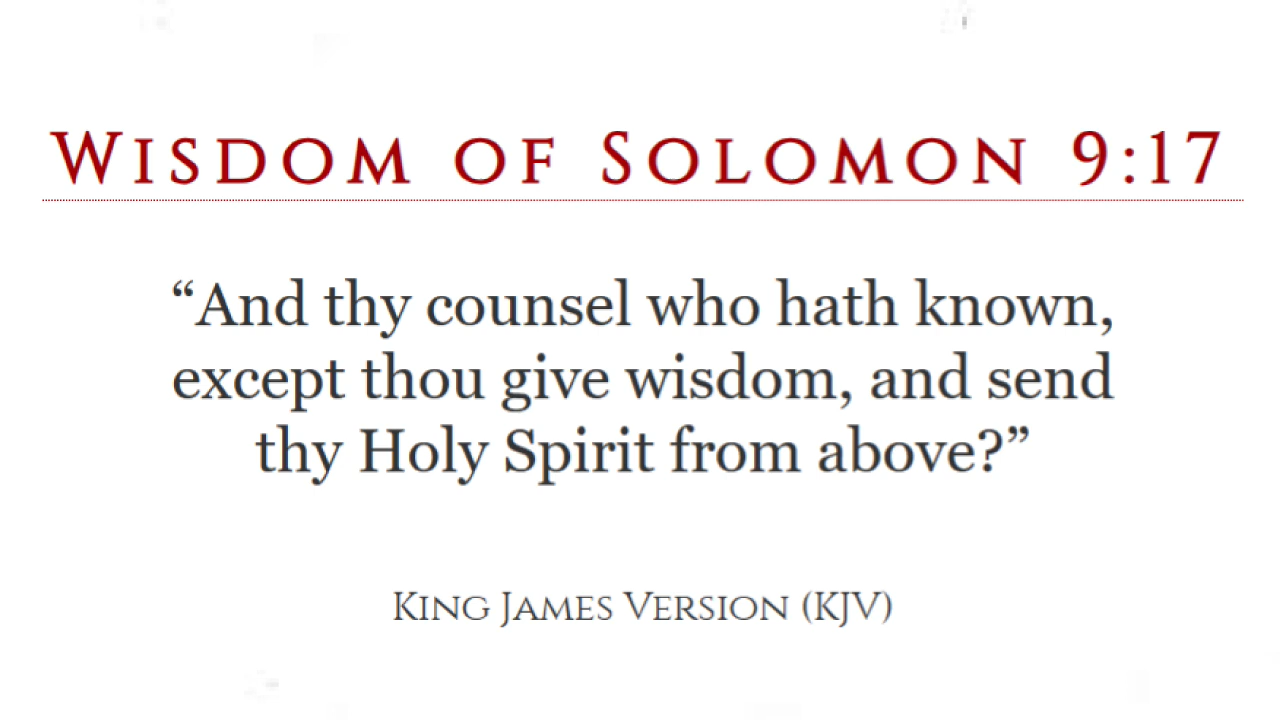 Wisdom of Solomon 9:17
“And thy counsel who hath known,
except thou give wisdom, and send
thy Holy Spirit from above?”
King James Version (KJV)